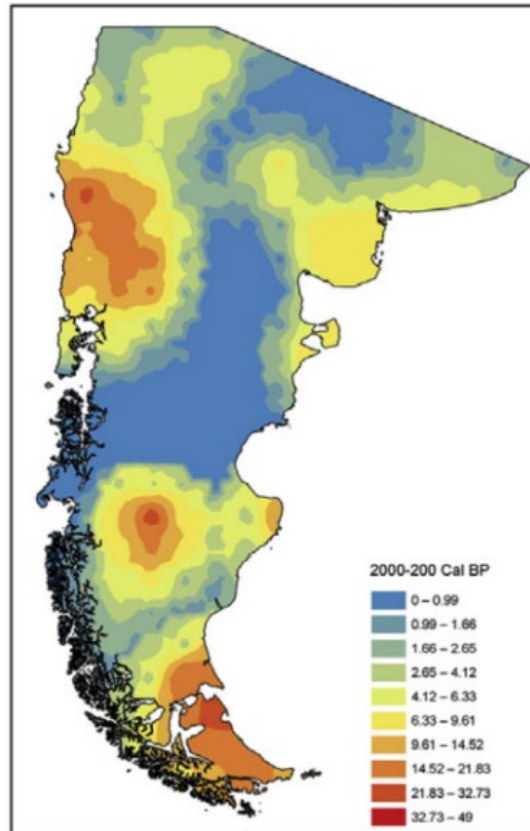 2000-200 Cal BP
0 – 0.99
0.99 – 1.66
1.66 – 2.65
2.65 – 4.12
4.12 – 6.33
6.33 – 9.61
9.61 – 14.52
14.52 – 21.83
21.83 – 32.73
32.73 – 49